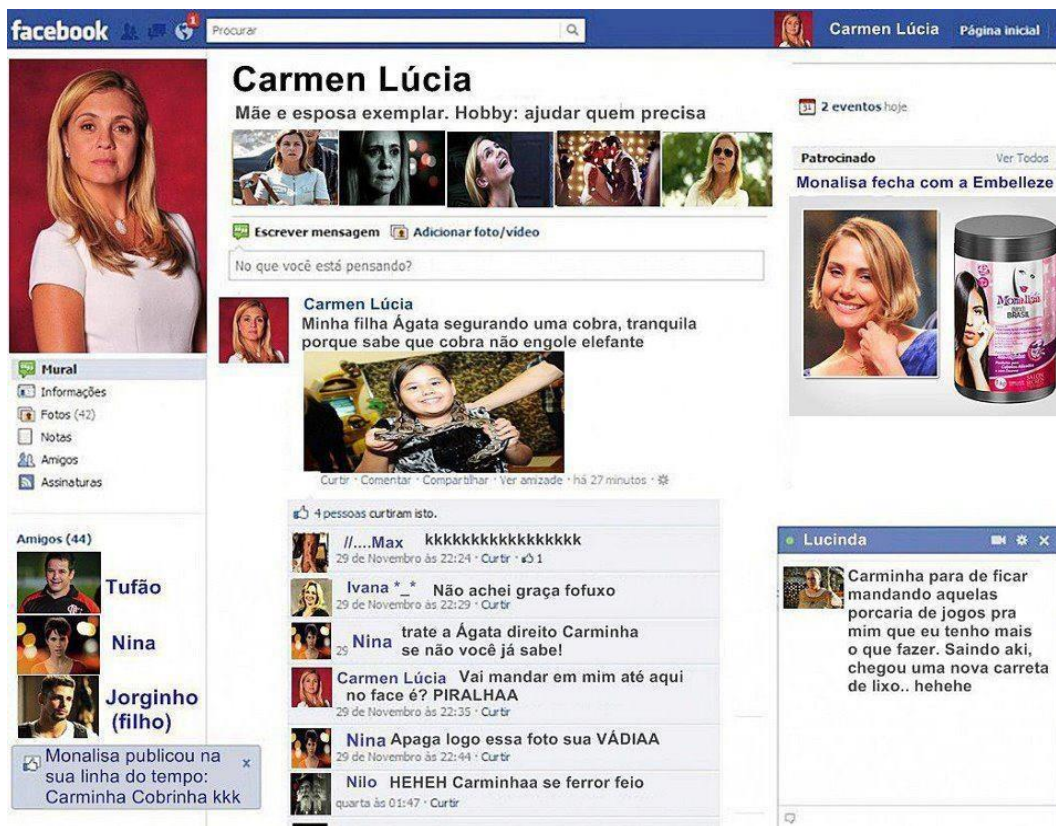 facebook
1
Procurar
Carmen Lúcia
Página inicial
Carmen Lúcia
Mãe e esposa exemplar. Hobby: ajudar quem precisa
Escrever mensagem
Adicionar foto/vídeo
No que você está pensando?
Carmen Lúcia
Minha filha Ágata segurando uma cobra, tranquila
porque sabe que cobra não engole elefante
Curtir · Comentar · Compartilhar · Ver amizade · há 27 minutos ·
4 pessoas curtiram isto.
//....Max kkkkkkkkkkkkkkkkk
29 de Novembro às 22:24 · Curtir · 1
Ivana *_* Não achei graça fofuxo
29 de Novembro às 22:29 · Curtir
Nina trate a Ágata direito Carminha
29 se não você já sabe!
Carmen Lúcia Vai mandar em mim até aqui
no face é? PIRALHAA
29 de Novembro às 22:35 · Curtir
Nina Apaga logo essa foto sua VÁDIAA
29 de Novembro às 22:44 · Curtir
Nilo HEHEH Carminhaa se ferror feio
quarta às 01:47 · Curtir
Mural
Informações
Fotos (42)
Notas
Amigos
Assinaturas
Amigos (44)
Tufão
Nina
Jorginho
(filho)
Monalisa publicou na x
sua linha do tempo:
Carminha Cobrinha kkk
31 2 eventos hoje
Patrocinado Ver Todos
Monalisa fecha com a Embelleze
Monalisa
BRASIL
Lucinda
Carminha para de ficar
mandando aquelas
porcaria de jogos pra
mim que eu tenho mais
o que fazer. Saindo aki,
chegou uma nova carreta
de lixo.. hehehe